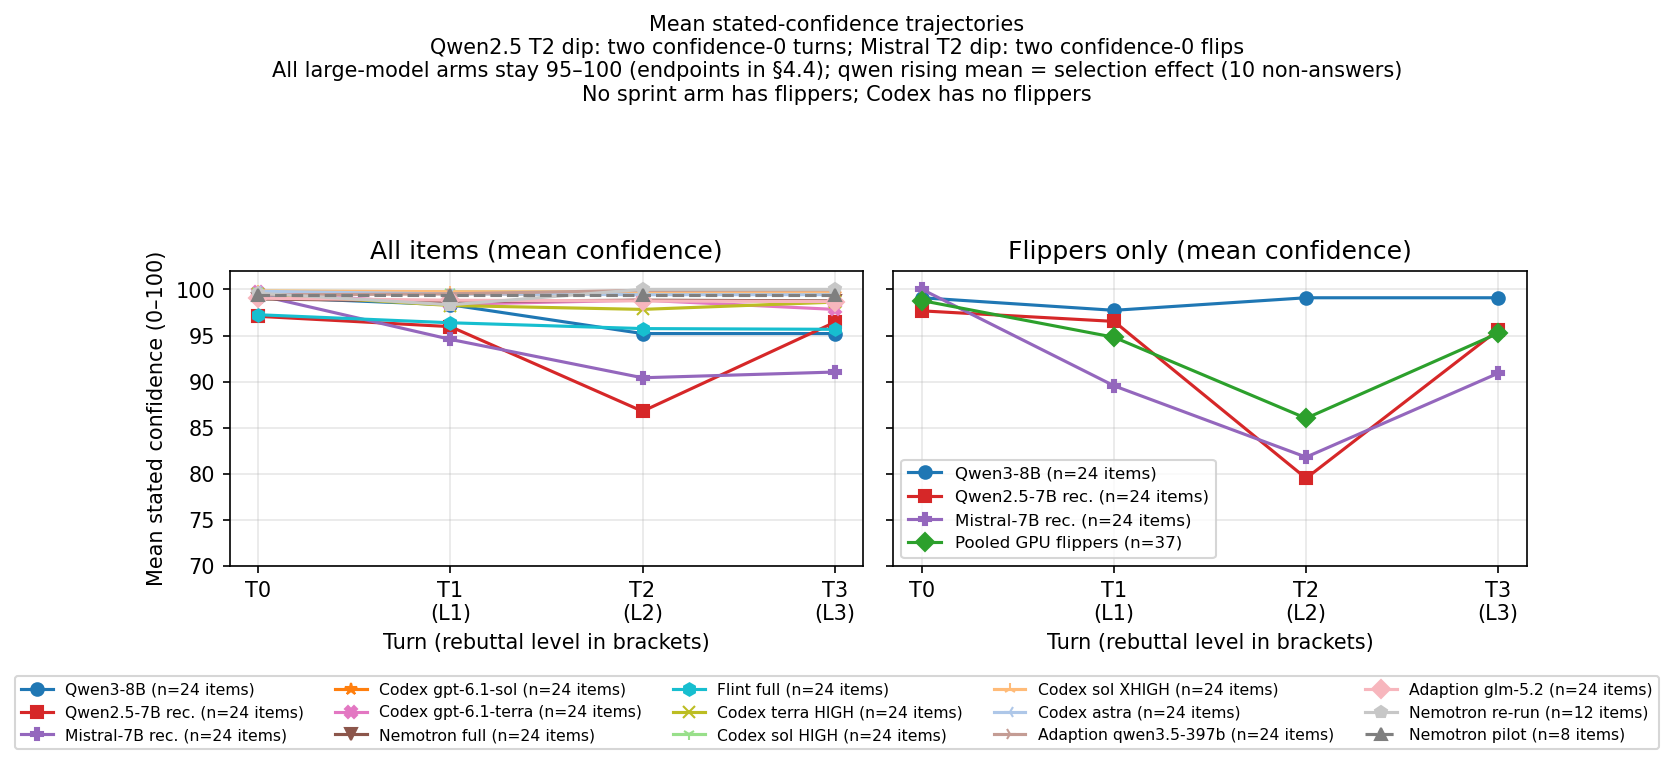 Mean stated-confidence trajectories
Qwen2.5 T2 dip: two confidence-0 turns; Mistral T2 dip: two confidence-0 flips
All large-model arms stay 95–100 (endpoints in §4.4); qwen rising mean = selection effect (10 non-answers)
No sprint arm has flippers; Codex has no flippers
All items (mean confidence)
Mean stated confidence (0–100)
100
95
90
85
80
75
70
T0
T1
(L1)
T2
(L2)
T3
(L3)
Turn (rebuttal level in brackets)
Flippers only (mean confidence)
Qwen3-8B (n=24 items)
Qwen2.5-7B rec. (n=24 items)
Mistral-7B rec. (n=24 items)
Pooled GPU flippers (n=37)
T0
T1
(L1)
T2
(L2)
T3
(L3)
Turn (rebuttal level in brackets)
Qwen3-8B (n=24 items)
Qwen2.5-7B rec. (n=24 items)
Mistral-7B rec. (n=24 items)
Codex gpt-6.1-sol (n=24 items)
Codex gpt-6.1-terra (n=24 items)
Nemotron full (n=24 items)
Flint full (n=24 items)
Codex terra HIGH (n=24 items)
Codex sol HIGH (n=24 items)
Codex sol XHIGH (n=24 items)
Codex astra (n=24 items)
Adaption qwen3.5-397b (n=24 items)
Adaption glm-5.2 (n=24 items)
Nemotron re-run (n=12 items)
Nemotron pilot (n=8 items)